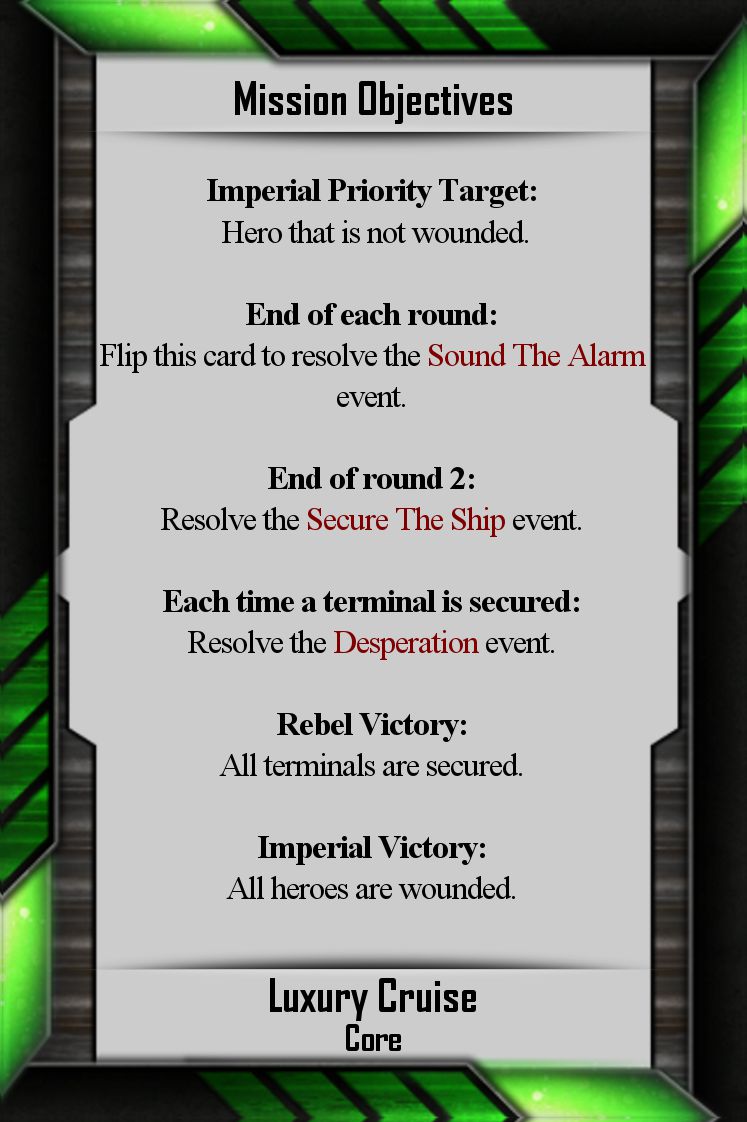 Mission Objectives
Imperial Priority Target:
Hero that is not wounded.
End of each round:
Flip this card to resolve the Sound The Alarm
event.
End of round 2:
Resolve the Secure The Ship event.
Each time a terminal is secured:
Resolve the Desperation event.
Rebel Victory:
All terminals are secured.
Imperial Victory:
All heroes are wounded.
Luxury Cruise
Core